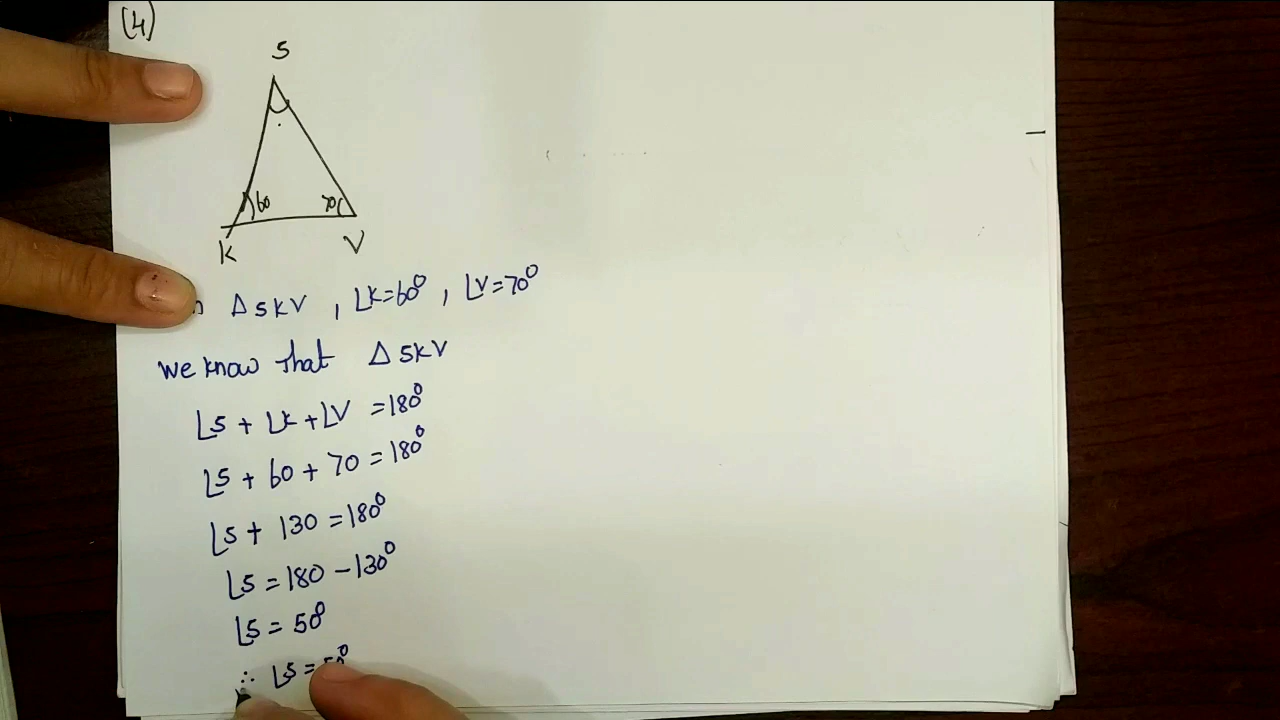 (4)
S
60 70
K V
Δ SKV , ∠K=60° , ∠V=70°
we know that Δ SKV
∠S + ∠K + ∠V = 180°
∠S + 60 + 70 = 180°
∠S + 130 = 180°
∠S = 180 - 130°
∠S = 50°
∴ ∠S = 50°